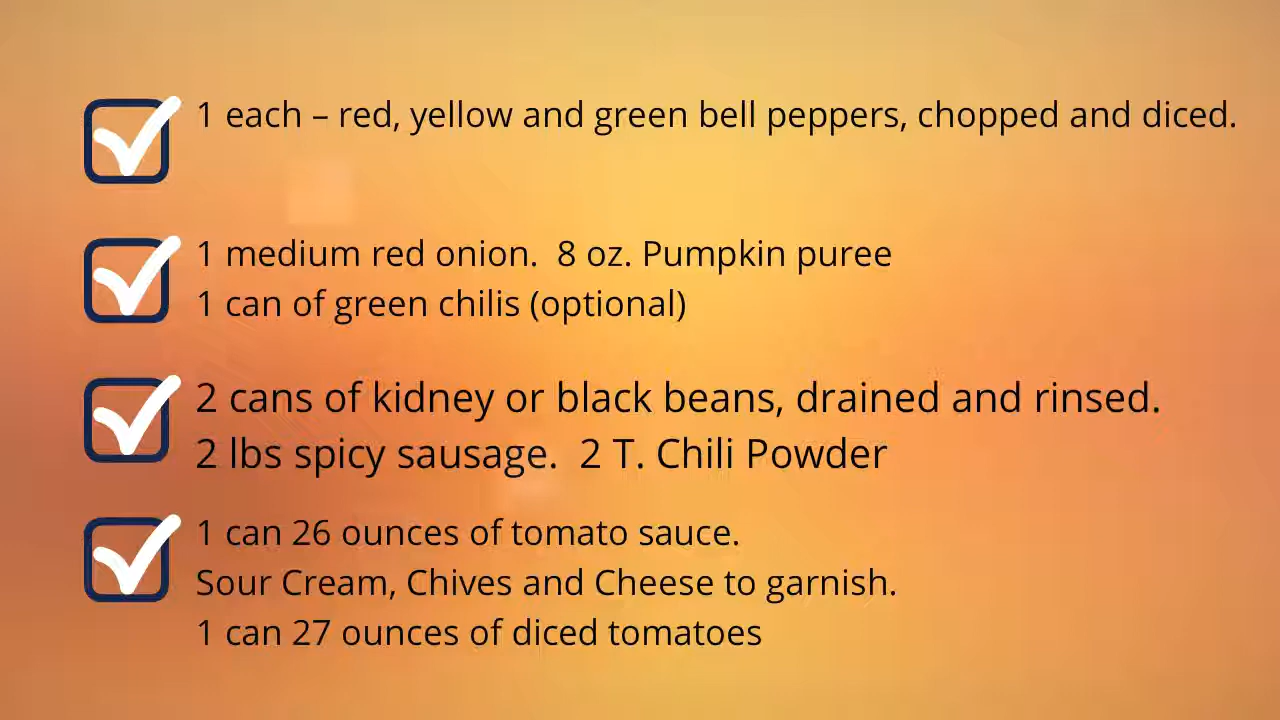 1 each – red, yellow and green bell peppers, chopped and diced.
1 medium red onion.  8 oz. Pumpkin puree
1 can of green chilis (optional)
2 cans of kidney or black beans, drained and rinsed.
2 lbs spicy sausage.  2 T. Chili Powder
1 can 26 ounces of tomato sauce.
Sour Cream, Chives and Cheese to garnish.
1 can 27 ounces of diced tomatoes